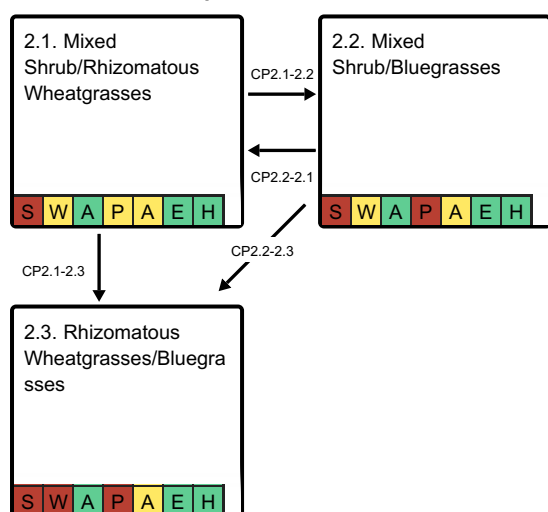 2.1. Mixed
Shrub/Rhizomatous
Wheatgrasses
S W A P A E H
CP2.1-2.2
CP2.2-2.1
2.2. Mixed
Shrub/Bluegrasses
S W A P A E H
CP2.1-2.3
CP2.2-2.3
2.3. Rhizomatous
Wheatgrasses/Bluegra
sses
S W A P A E H